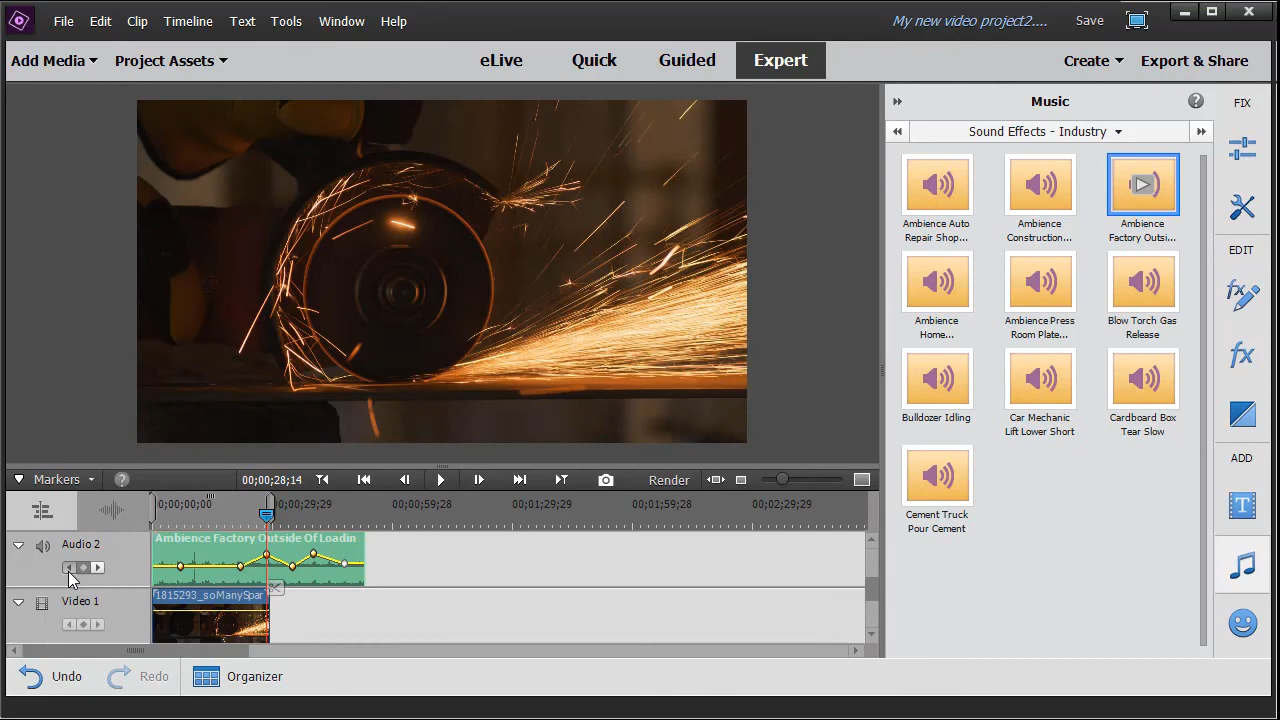 File Edit Clip Timeline Text Tools Window Help My new video project2.... Save
Add Media Project Assets eLive Quick Guided Expert Create Export & Share
Music
FIX
Sound Effects - Industry
Ambience Auto Repair Shop...
Ambience Construction...
Ambience Factory Outsi...
EDIT
Ambience Home...
Ambience Press Room Plate...
Blow Torch Gas Release
Bulldozer Idling
Car Mechanic Lift Lower Short
Cardboard Box Tear Slow
ADD
Cement Truck Pour Cement
Markers 00;00;28;14 Render
0;00;00;00 00;00;29;29 00;00;59;28 00;01;29;29 00;01;59;28 00;02;29;29
Audio 2
Ambience Factory Outside Of Loadin
Video 1
1815293_soManySpar
Undo Redo Organizer